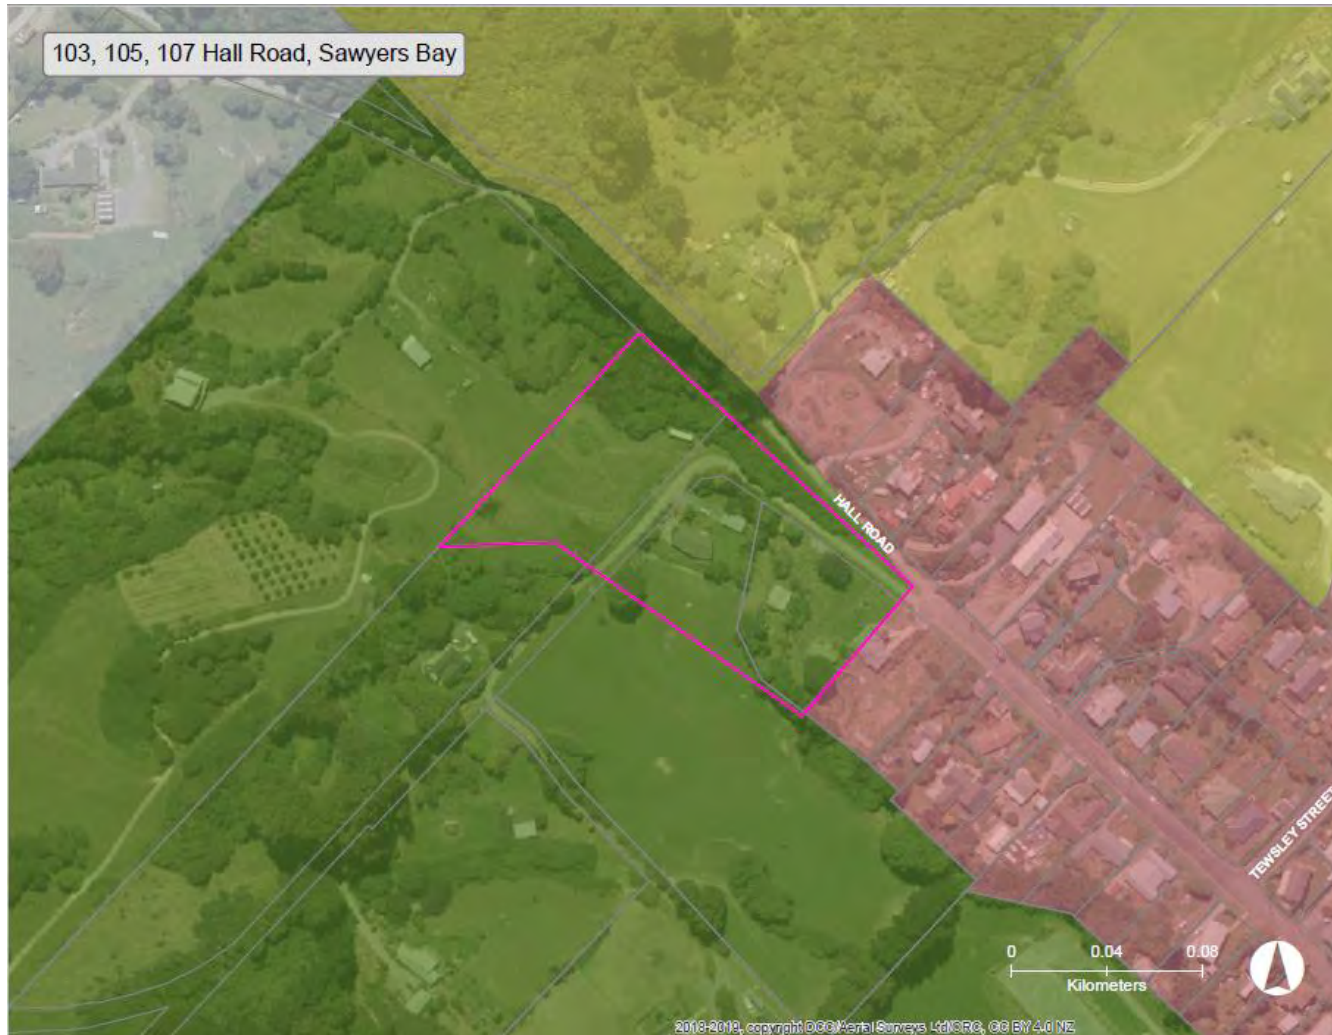 103, 105, 107 Hall Road, Sawyers Bay
HALL ROAD
TEWSLEY STREET
0 0.04 0.08
Kilometers
2018-2019, copyright DCC/Aerial Surveys Ltd/ORC, CC BY 4.0 NZ